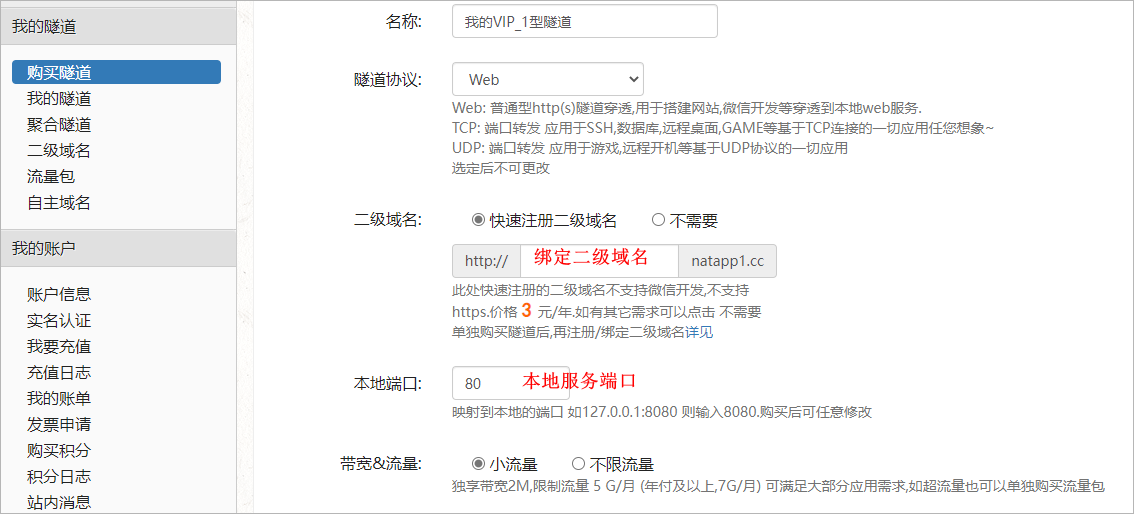 我的隧道
购买隧道
我的隧道
聚合隧道
二级域名
流量包
自主域名
我的账户
账户信息
实名认证
我要充值
充值日志
我的账单
发票申请
购买积分
积分日志
站内消息
名称: 我的VIP_1型隧道
隧道协议: Web
Web: 普通型http(s)隧道穿透,用于搭建网站,微信开发等穿透到本地web服务.
TCP: 端口转发 应用于SSH,数据库,远程桌面,GAME等基于TCP连接的一切应用任您想象~
UDP: 端口转发 应用于游戏,远程开机等基于UDP协议的一切应用
选定后不可更改
二级域名: 快速注册二级域名 不需要
http:// 绑定二级域名 natapp1.cc
此处快速注册的二级域名不支持微信开发,不支持
https.价格 3 元/年.如有其它需求可以点击 不需要
单独购买隧道后,再注册/绑定二级域名详见
本地端口: 80 本地服务端口
映射到本地的端口 如127.0.0.1:8080 则输入8080.购买后可任意修改
带宽&流量: 小流量 不限流量
独享带宽2M,限制流量 5 G/月 (年付及以上,7G/月) 可满足大部分应用需求,如超流量也可以单独购买流量包